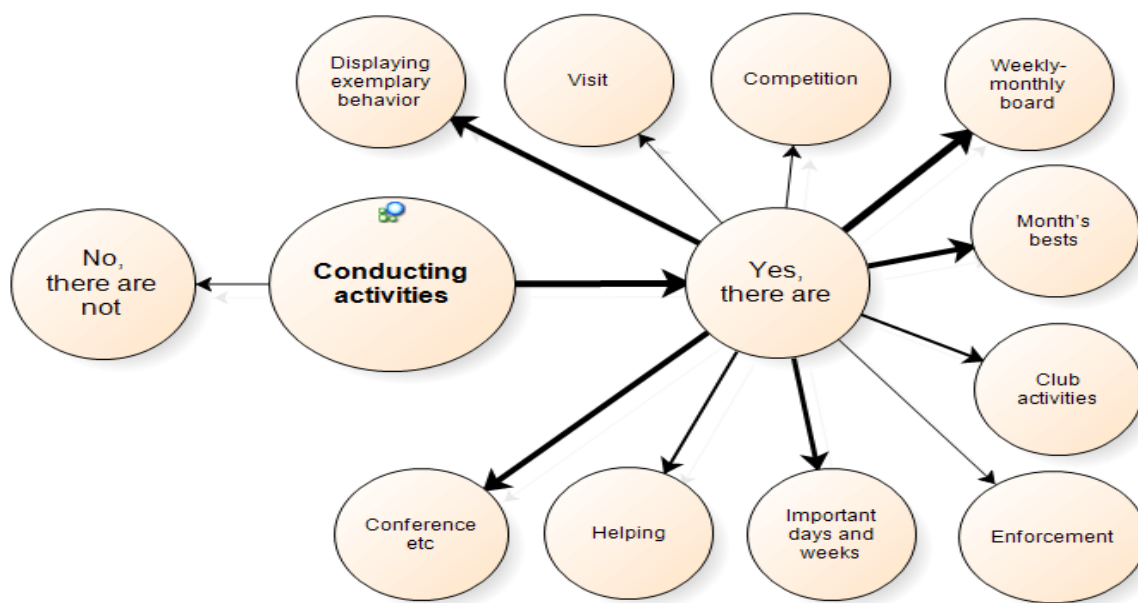 Displaying
exemplary
behavior
Visit
Competition
Weekly-
monthly
board
No,
there are
not
Conducting
activities
Yes,
there are
Month's
bests
Club
activities
Conference
etc
Helping
Important
days and
weeks
Enforcement